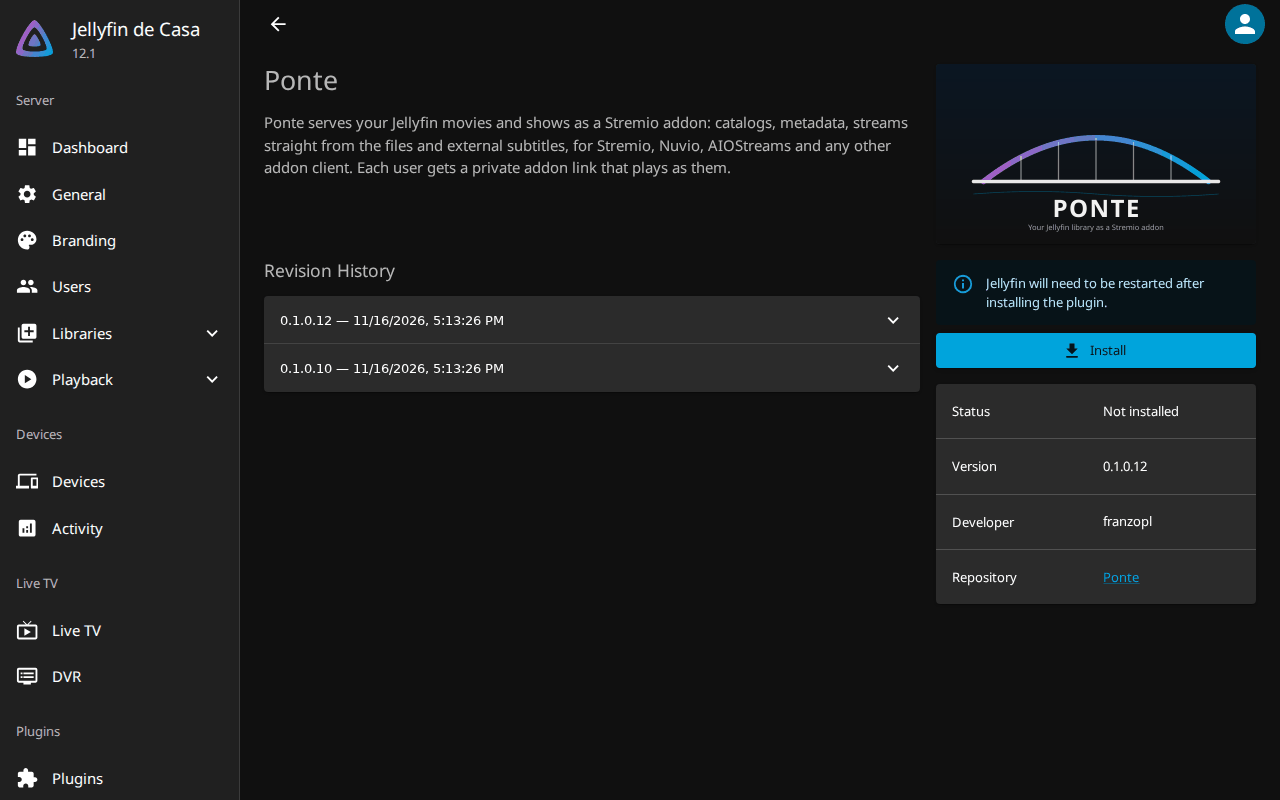 Jellyfin de Casa
12.1
Server
Dashboard
General
Branding
Users
Libraries
Playback
Devices
Devices
Activity
Live TV
Live TV
DVR
Plugins
Plugins
Ponte
Ponte serves your Jellyfin movies and shows as a Stremio addon: catalogs, metadata, streams
straight from the files and external subtitles, for Stremio, Nuvio, AIOStreams and any other
addon client. Each user gets a private addon link that plays as them.
Revision History
0.1.0.12 — 11/16/2026, 5:13:26 PM
0.1.0.10 — 11/16/2026, 5:13:26 PM
PONTE
Your Jellyfin library as a Stremio addon
Jellyfin will need to be restarted after
installing the plugin.
Install
Status Not installed
Version 0.1.0.12
Developer franzopl
Repository Ponte